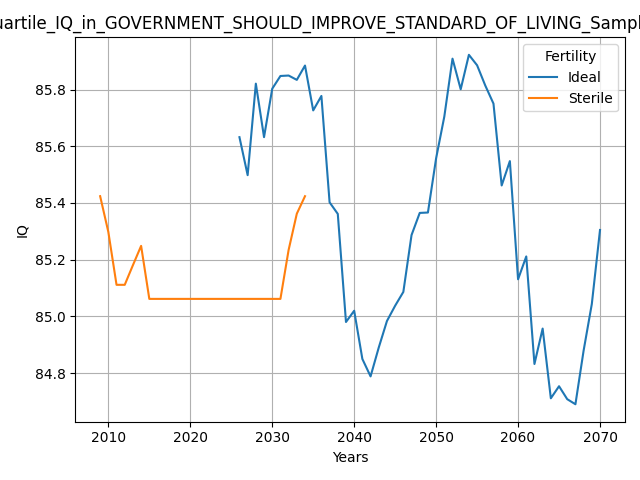 uartile_IQ_in_GOVERNMENT_SHOULD_IMPROVE_STANDARD_OF_LIVING_Sampl
Fertility
Ideal
Sterile
85.8
85.6
85.4
85.2
85.0
84.8
IQ
2010 2020 2030 2040 2050 2060 2070
Years